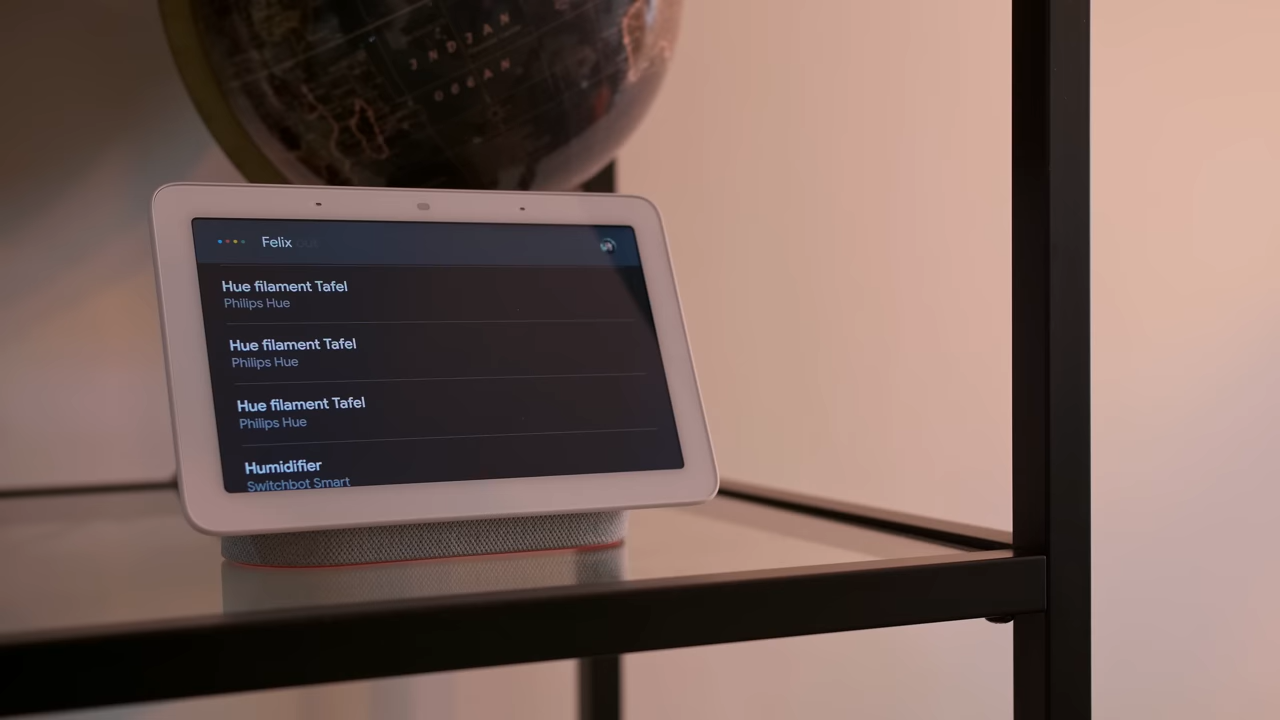 INDIAN
OCEAN
Felix out
Hue filament Tafel
Philips Hue
Hue filament Tafel
Philips Hue
Hue filament Tafel
Philips Hue
Humidifier
Switchbot Smart